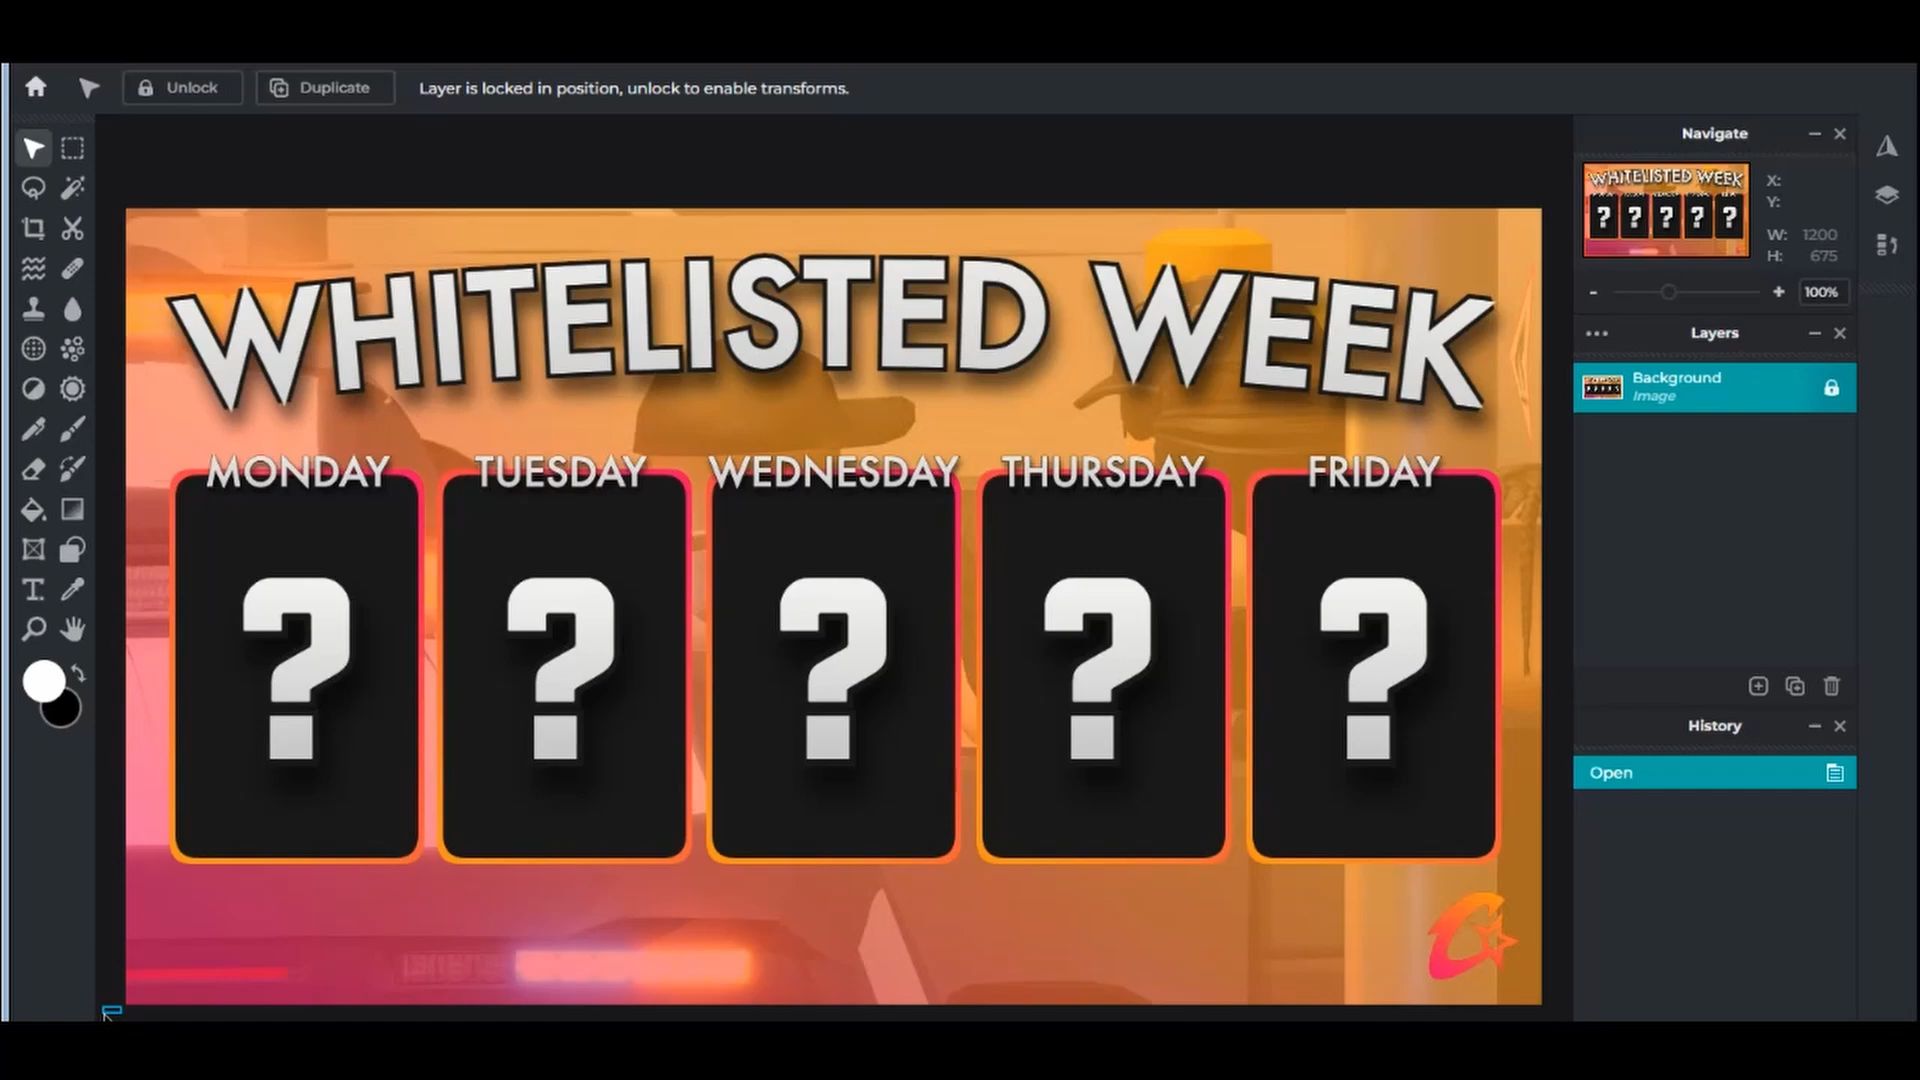 Unlock
Duplicate
Layer is locked in position, unlock to enable transforms.
Navigate
WHITELISTED WEEK
? ? ? ? ?
X:
Y:
W: 1200
H: 675
- + 100%
Layers
Background
Image
WHITELISTED WEEK
MONDAY TUESDAY WEDNESDAY THURSDAY FRIDAY
? ? ? ? ?
History
Open